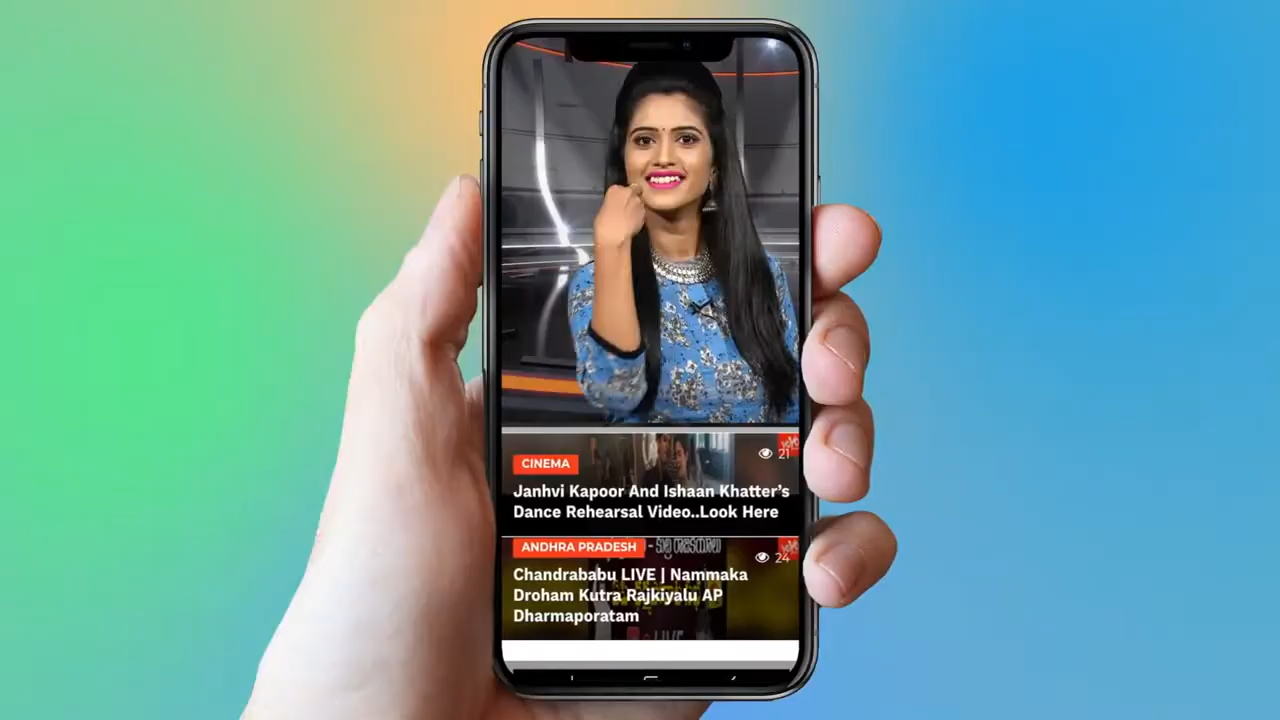 21
CINEMA
Janhvi Kapoor And Ishaan Khatter's
Dance Rehearsal Video..Look Here
ANDHRA PRADESH
24
Chandrababu LIVE | Nammaka
Droham Kutra Rajkiyalu AP
Dharmaporatam
LIVE